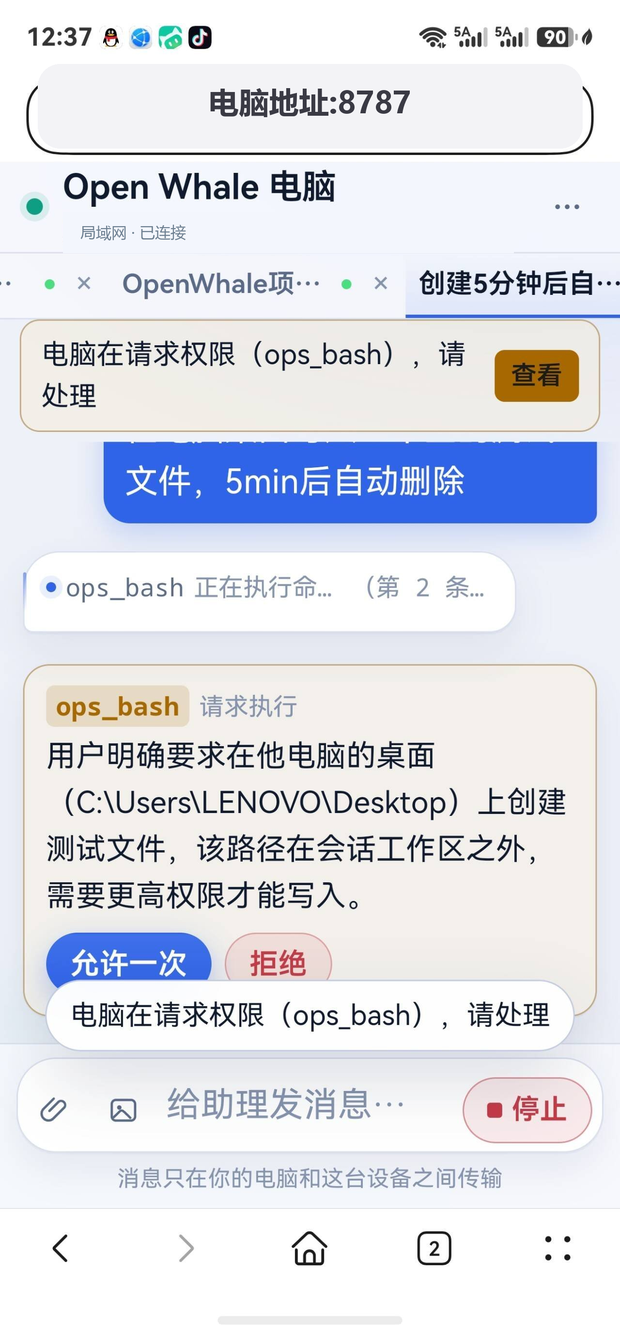 12:37
5A 5A 90
电脑地址:8787
Open Whale 电脑
局域网 · 已连接
OpenWhale项… 创建5分钟后自…
电脑在请求权限（ops_bash），请
处理
查看
文件，5min后自动删除
ops_bash 正在执行命… （第 2 条…
ops_bash 请求执行
用户明确要求在他电脑的桌面
（C:\Users\LENOVO\Desktop）上创建
测试文件，该路径在会话工作区之外，
需要更高权限才能写入。
允许一次 拒绝
电脑在请求权限（ops_bash），请处理
给助理发消息… 停止
消息只在你的电脑和这台设备之间传输
2